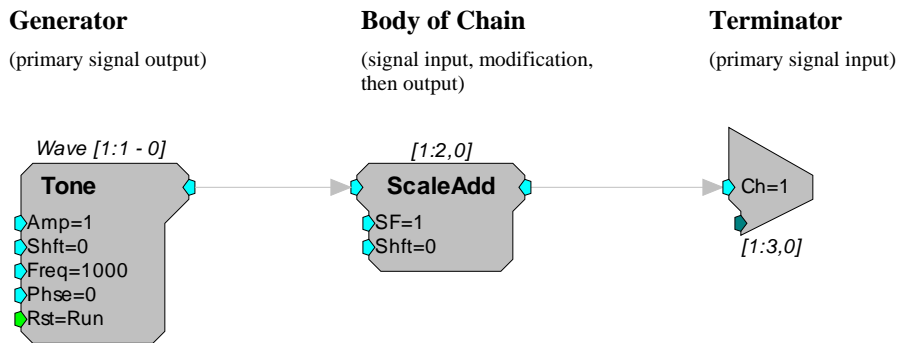 Generator
(primary signal output)
Body of Chain
(signal input, modification,
then output)
Terminator
(primary signal input)
Wave [1:1 - 0]
Tone
Amp=1
Shft=0
Freq=1000
Phse=0
Rst=Run
[1:2,0]
ScaleAdd
SF=1
Shft=0
Ch=1
[1:3,0]